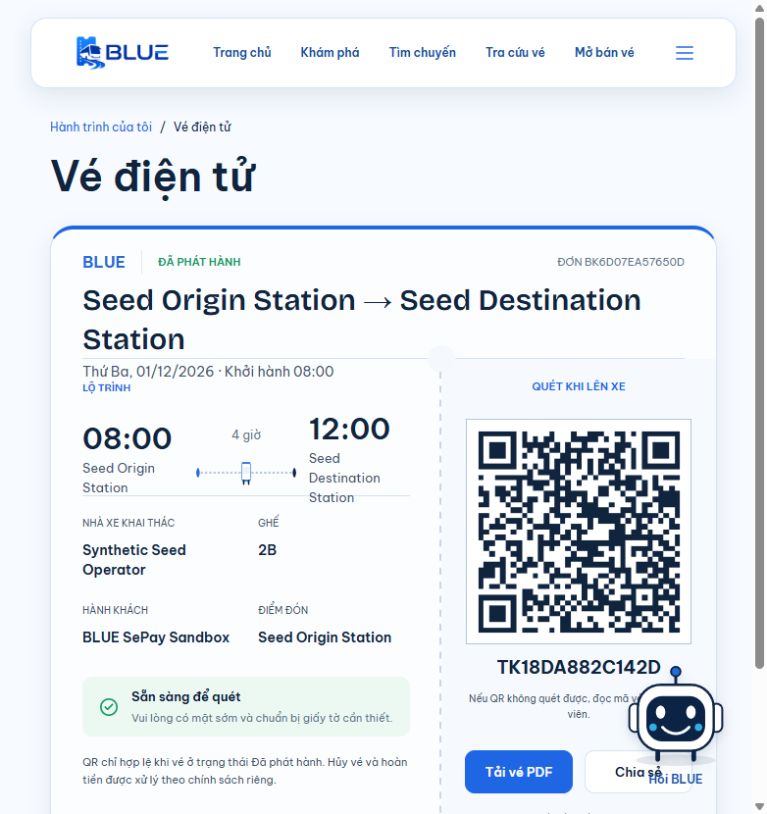 BLUE
Trang chủ Khám phá Tìm chuyến Tra cứu vé Mở bán vé
Hành trình của tôi / Vé điện tử
Vé điện tử
BLUE ĐÃ PHÁT HÀNH ĐƠN BK6D07EA57650D
Seed Origin Station → Seed Destination
Station
Thứ Ba, 01/12/2026 · Khởi hành 08:00
LỘ TRÌNH
08:00
Seed Origin
Station
4 giờ
12:00
Seed
Destination
Station
NHÀ XE KHAI THÁC
Synthetic Seed
Operator
GHẾ
2B
HÀNH KHÁCH
BLUE SePay Sandbox
ĐIỂM ĐÓN
Seed Origin Station
Sẵn sàng để quét
Vui lòng có mặt sớm và chuẩn bị giấy tờ cần thiết.
QR chỉ hợp lệ khi vé ở trạng thái Đã phát hành. Hủy vé và hoàn
tiền được xử lý theo chính sách riêng.
QUÉT KHI LÊN XE
TK18DA882C142D
Nếu QR không quét được, đọc mã
viên.
Tải vé PDF
Chia sẻ
Hỏi BLUE